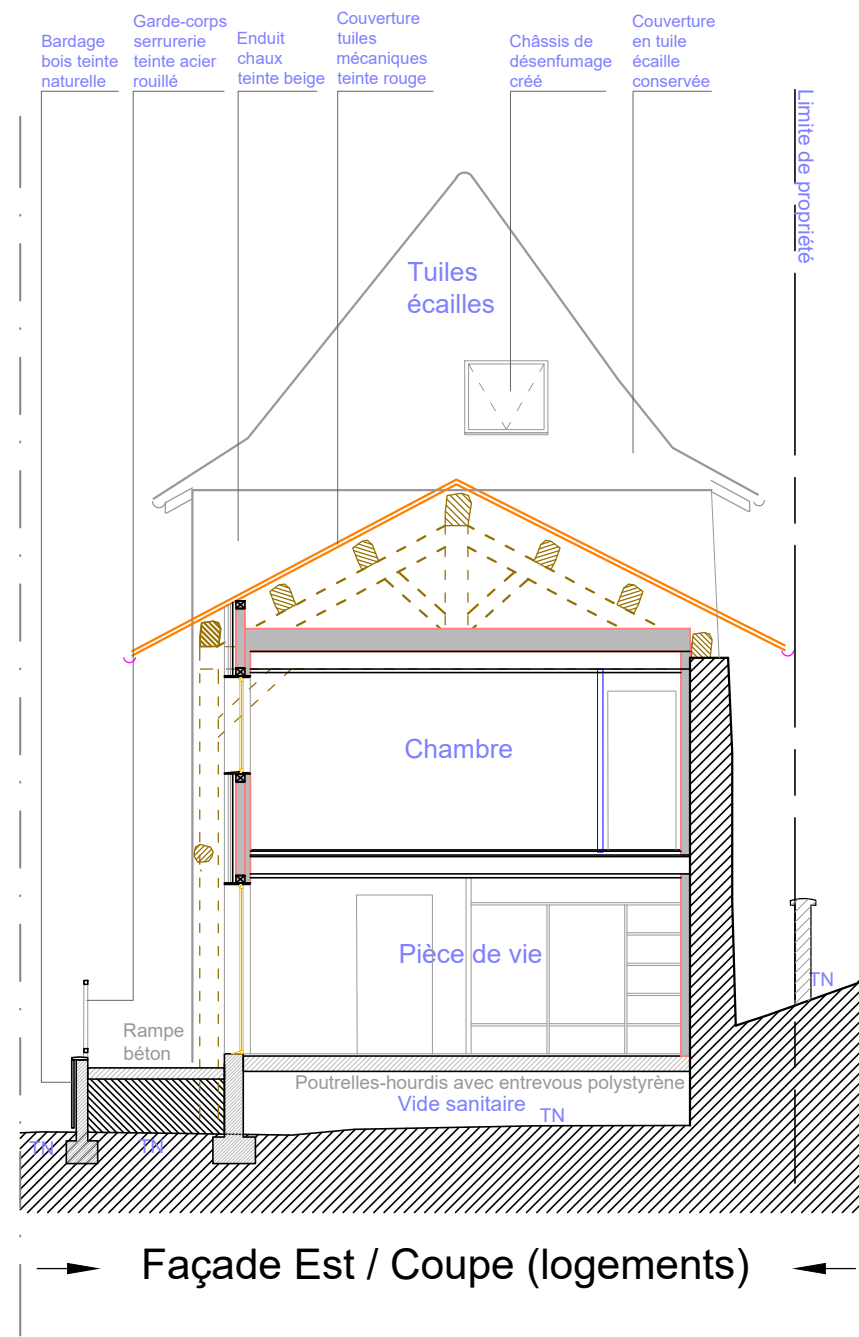 Bardage
bois teinte
naturelle
Garde-corps
serrurerie
teinte acier
rouillé
Enduit
chaux
teinte beige
Couverture
tuiles
mécaniques
teinte rouge
Châssis de
désenfumage
créé
Couverture
en tuile
écaille
conservée
Limite de propriété
Tuiles
écailles
Chambre
Pièce de vie
TN
Rampe
béton
Poutrelles-hourdis avec entrevous polystyrène
Vide sanitaire
TN
TN
TN
Façade Est / Coupe (logements)